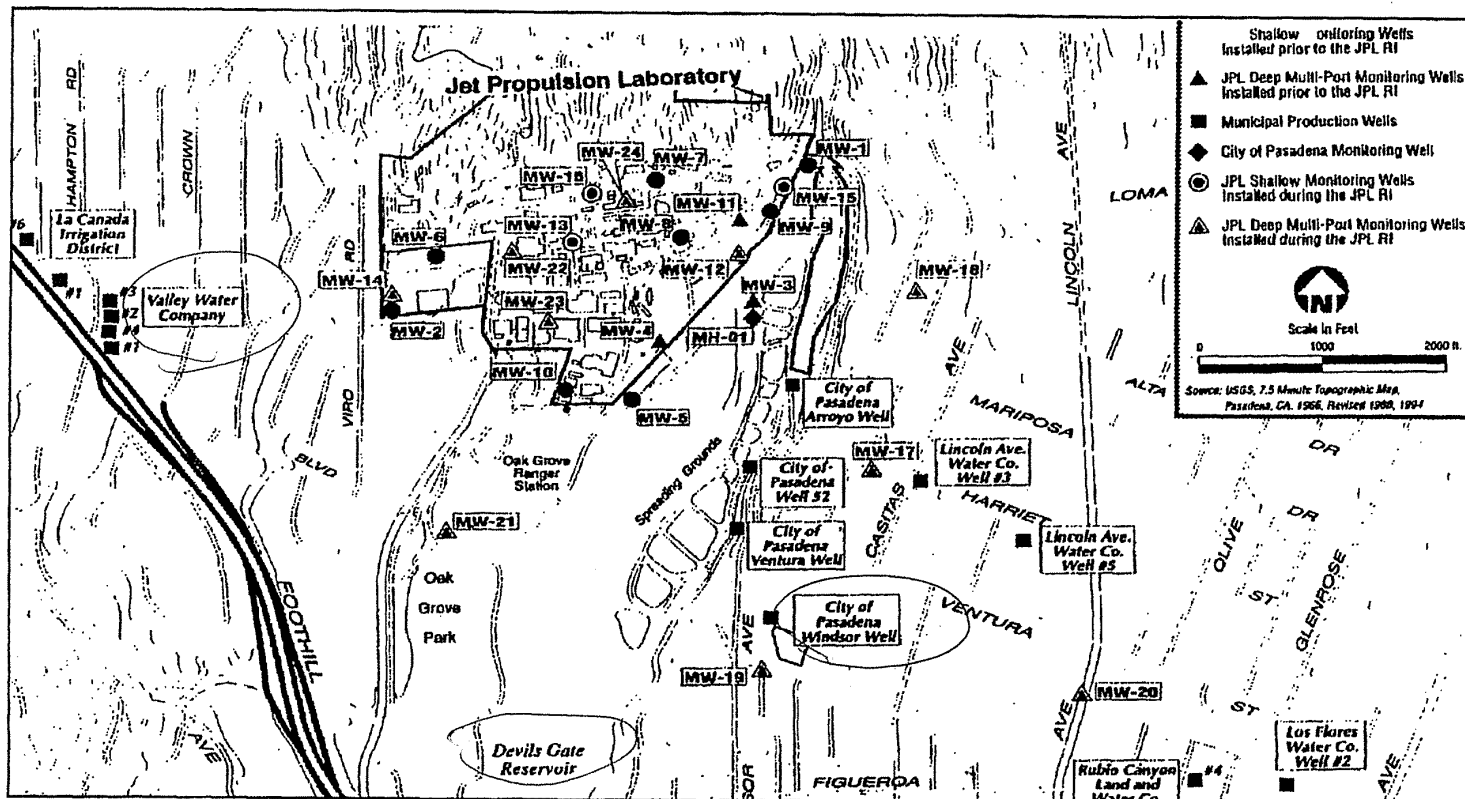 Jet Propulsion Laboratory
Shallow onitoring Wells
Installed prior to the JPL RI
JPL Deep Multi-Port Monitoring Wells
Installed prior to the JPL RI
Municipal Production Wells
City of Pasadena Monitoring Well
JPL Shallow Monitoring Wells
Installed during the JPL RI
JPL Deep Multi-Port Monitoring Wells
Installed during the JPL RI
N
Scale In Feet
0 1000 2000 ft.
Source: USGS, 7.5 Minute Topographic Map,
Pasadena, CA. 1966, Revised 1988, 1994
HAMPTON RD
CROWN
#6
La Canada
Irrigation
District
#1
#3
#2
#4
#1
Valley Water
Company
VIRO RD
MW-24
MW-7
MW-1
MW-11
MW-15
MW-9
MW-13
MW-8
MW-6
MW-22
MW-12
MW-14
MW-3
MW-18
MW-23
MW-4
MW-2
MH-01
MW-10
MW-5
LINCOLN AVE
LOMA
ALTA
AVE
MARIPOSA
City of
Pasadena
Arroyo Well
BLVD
Oak Grove
Ranger
Station
Spreading Grounds
City of
Pasadena
Well 52
MW-17
CASITAS
Lincoln Ave.
Water Co.
Well #3
HARRIET
DR
DR
MW-21
City of
Pasadena
Ventura Well
Lincoln Ave.
Water Co.
Well #5
OLIVE
GLENROSE
ST
FOOTHILL
Oak
Grove
Park
City of
Pasadena
Windsor Well
VENTURA
AVE
MW-19
MW-20
AVE
ST
Devils Gate
Reservoir
AVE
SOR
FIGUEROA
Los Flores
Water Co.
Well #2
AVE
Rubio Canyon
Land and
Water Co.
#4